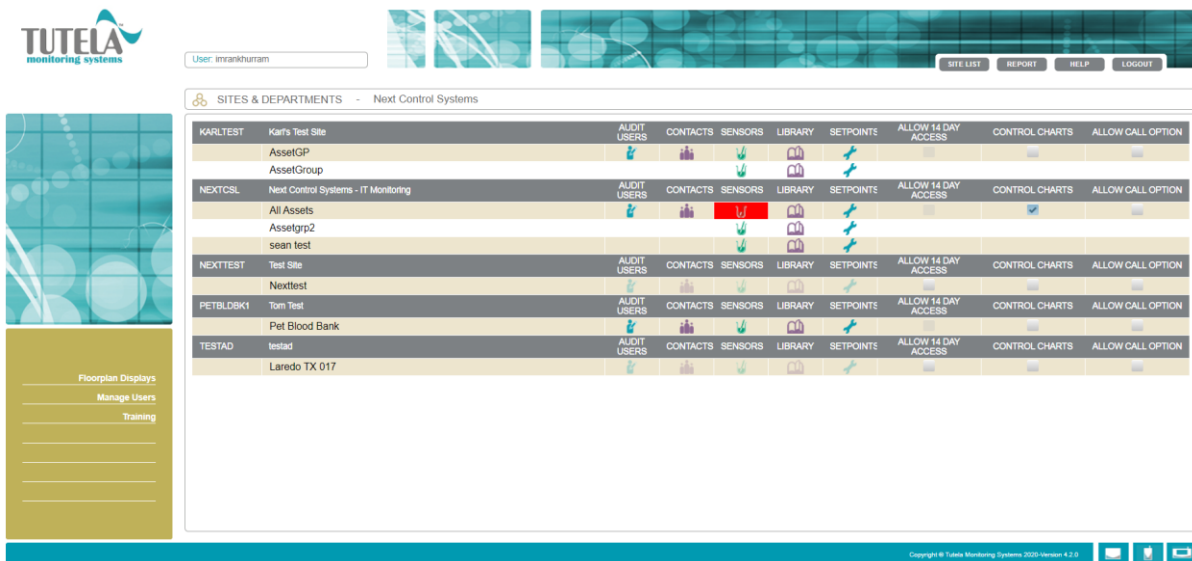 TUTELA™
monitoring systems
User: imrankhurram
SITE LIST REPORT HELP LOGOUT
SITES & DEPARTMENTS - Next Control Systems
KARLTEST Karl's Test Site AUDIT USERS CONTACTS SENSORS LIBRARY SETPOINTS ALLOW 14 DAY ACCESS CONTROL CHARTS ALLOW CALL OPTION
AssetGP
AssetGroup
NEXTCSL Next Control Systems - IT Monitoring AUDIT USERS CONTACTS SENSORS LIBRARY SETPOINTS ALLOW 14 DAY ACCESS CONTROL CHARTS ALLOW CALL OPTION
All Assets
Assetgrp2
sean test
NEXTTEST Test Site AUDIT USERS CONTACTS SENSORS LIBRARY SETPOINTS ALLOW 14 DAY ACCESS CONTROL CHARTS ALLOW CALL OPTION
Nexttest
PETBLDBK1 Tom Test AUDIT USERS CONTACTS SENSORS LIBRARY SETPOINTS ALLOW 14 DAY ACCESS CONTROL CHARTS ALLOW CALL OPTION
Pet Blood Bank
TESTAD testad AUDIT USERS CONTACTS SENSORS LIBRARY SETPOINTS ALLOW 14 DAY ACCESS CONTROL CHARTS ALLOW CALL OPTION
Laredo TX 017
Floorplan Displays
Manage Users
Training
Copyright © Tutela Monitoring Systems 2020-Version 4.2.0